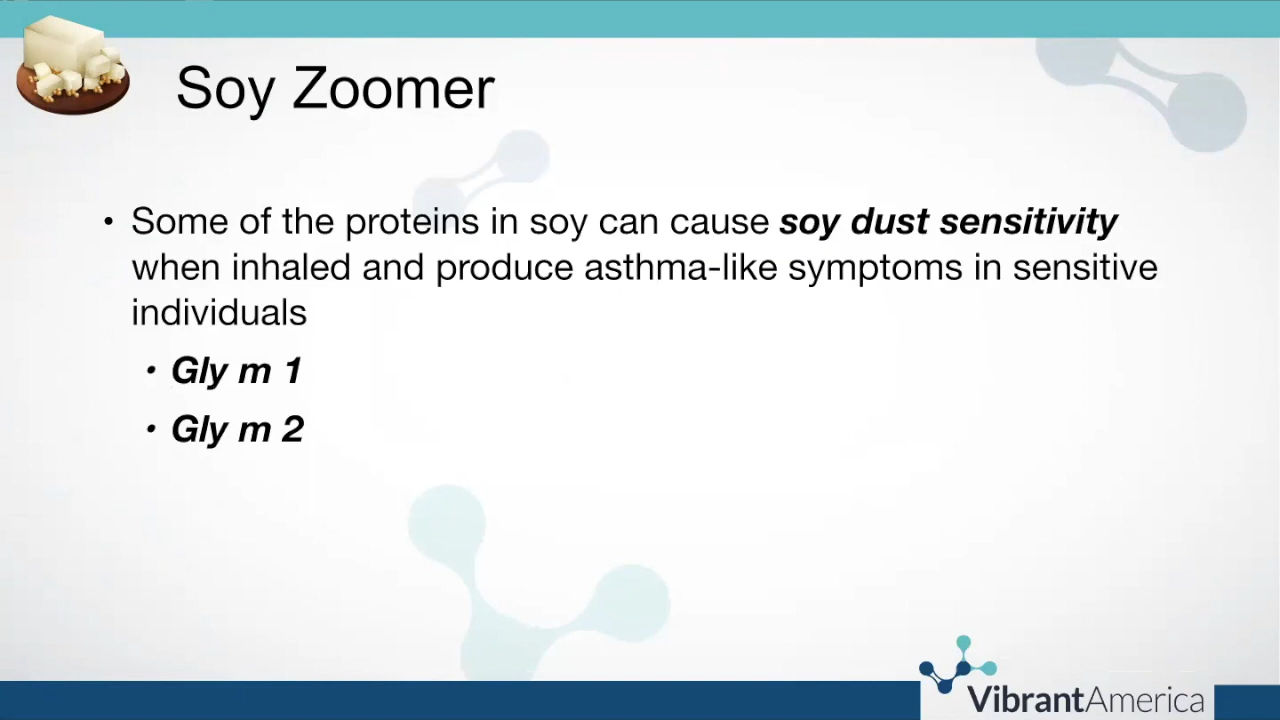 Soy Zoomer
• Some of the proteins in soy can cause soy dust sensitivity
when inhaled and produce asthma-like symptoms in sensitive
individuals
• Gly m 1
• Gly m 2
VibrantAmerica